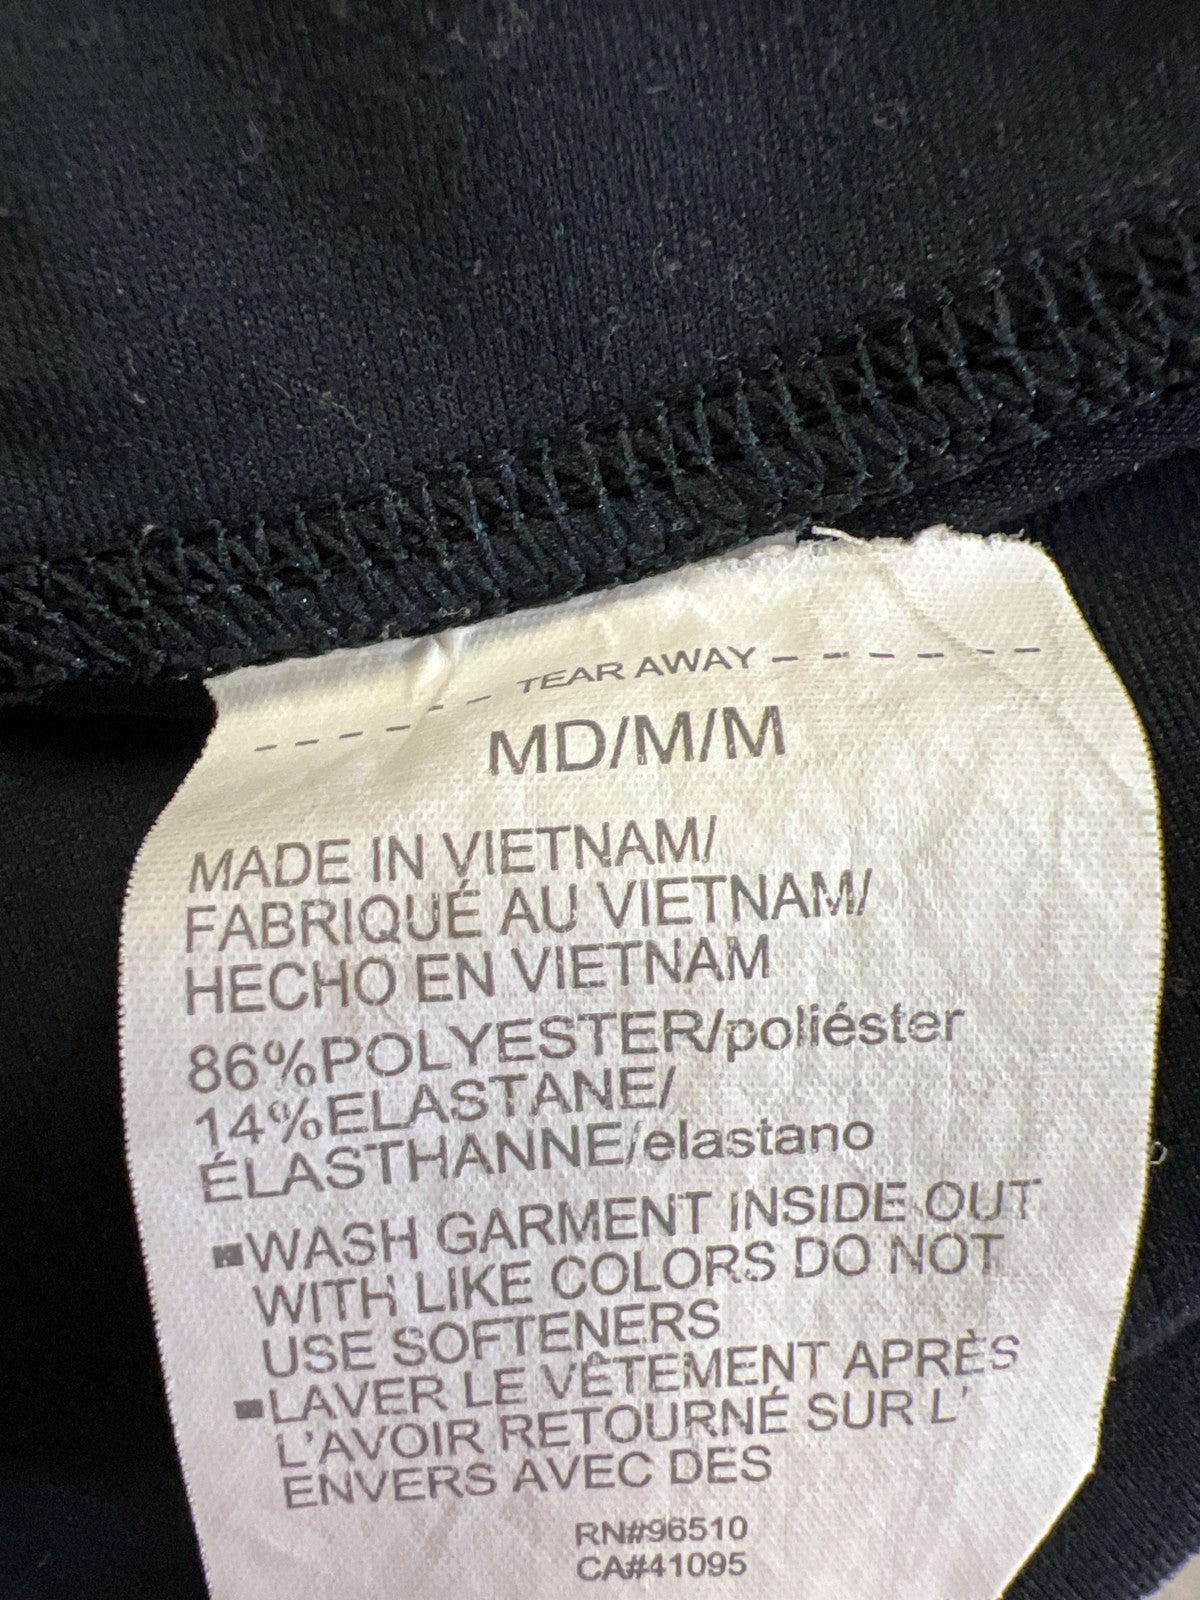 TEAR AWAY
MD/M/M
MADE IN VIETNAM/
FABRIQUÉ AU VIETNAM/
HECHO EN VIETNAM
86%POLYESTER/poliéster
14%ELASTANE/
ÉLASTHANNE/elastano
▪WASH GARMENT INSIDE OUT
WITH LIKE COLORS DO NOT
USE SOFTENERS
▪LAVER LE VÊTEMENT APRÈS
L'AVOIR RETOURNÉ SUR L'
ENVERS AVEC DES
RN#96510
CA#41095